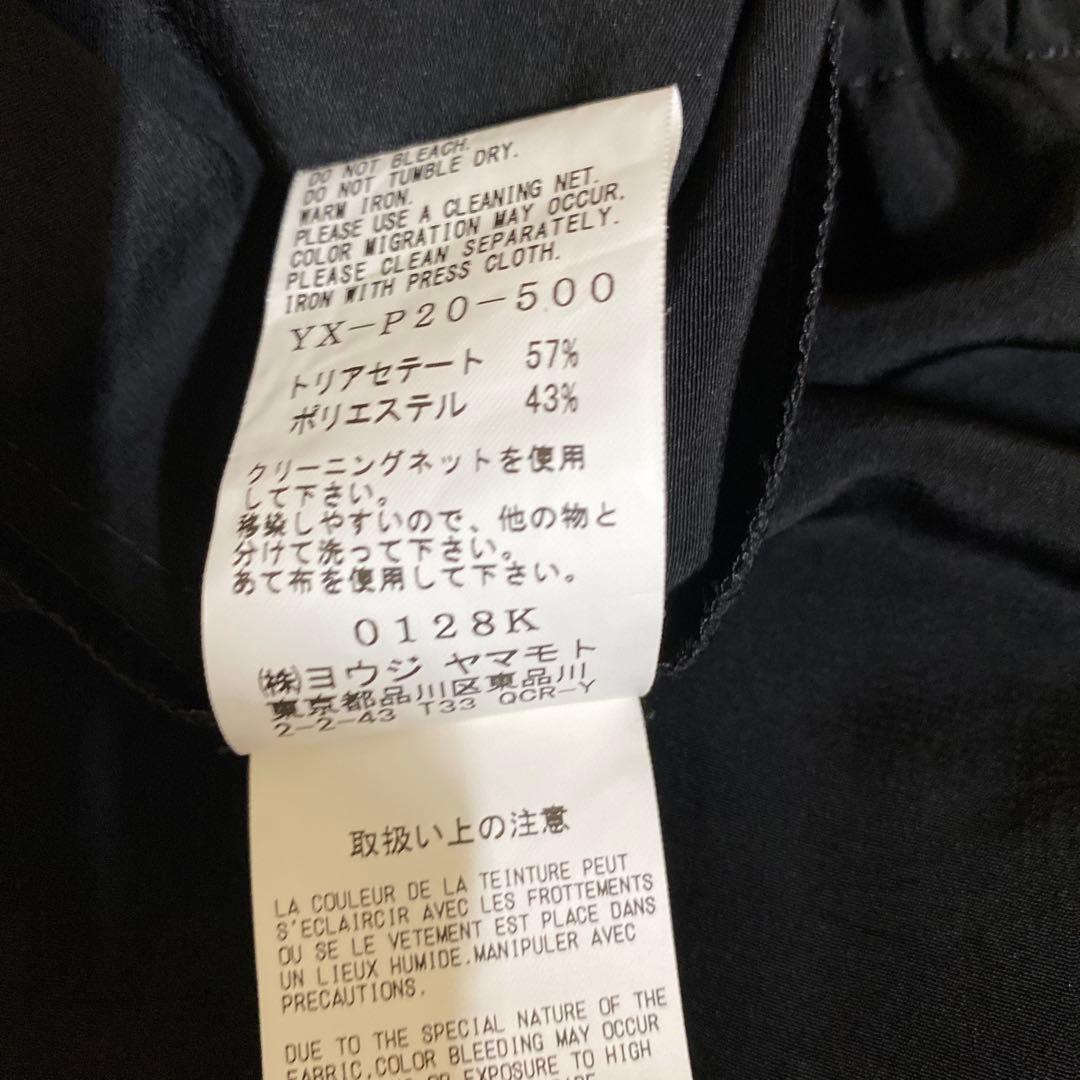 DO NOT BLEACH.
DO NOT TUMBLE DRY.
WARM IRON.
PLEASE USE A CLEANING NET.
COLOR MIGRATION MAY OCCUR.
PLEASE CLEAN SEPARATELY.
IRON WITH PRESS CLOTH.
YX-P20-500
トリアセテート 57%
ポリエステル 43%
クリーニングネットを使用
して下さい。
移染しやすいので、他の物と
分けて洗って下さい。
あて布を使用して下さい。
0128K
㈱ヨウジ ヤマモト
東京都品川区東品川
2-2-43 T33 QCR-Y
取扱い上の注意
LA COULEUR DE LA TEINTURE PEUT
S'ECLAIRCIR AVEC LES FROTTEMENTS
OU SE LE VETEMENT EST PLACE DANS
UN LIEUX HUMIDE.MANIPULER AVEC
PRECAUTIONS.
DUE TO THE SPECIAL NATURE OF THE
FABRIC,COLOR BLEEDING MAY OCCUR
OR EXPOSURE TO HIGH